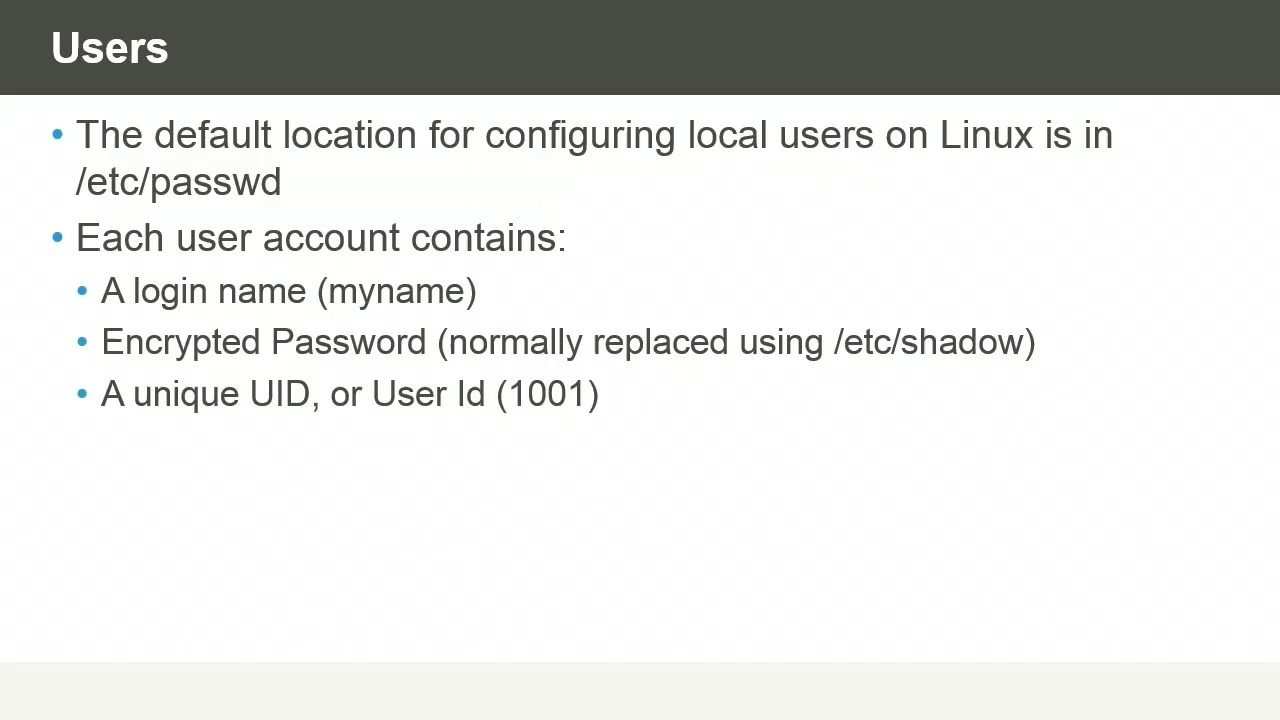 Users
• The default location for configuring local users on Linux is in
/etc/passwd
• Each user account contains:
• A login name (myname)
• Encrypted Password (normally replaced using /etc/shadow)
• A unique UID, or User Id (1001)